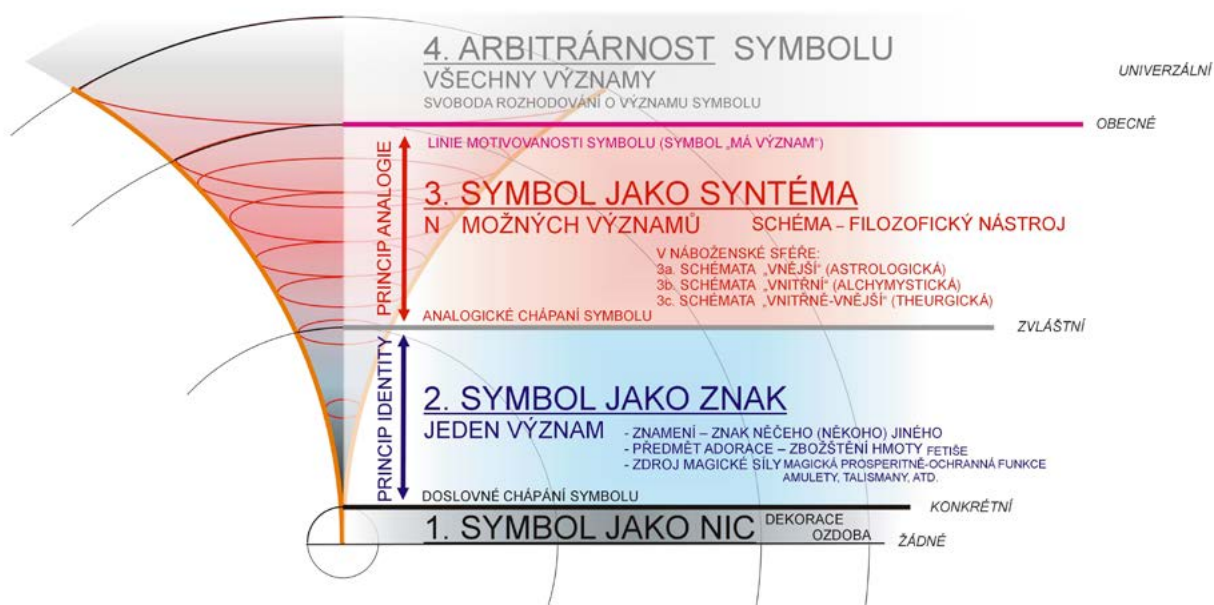 4. ARBITRÁRNOST SYMBOLU
VŠECHNY VÝZNAMY
SVOBODA ROZHODOVÁNÍ O VÝZNAMU SYMBOLU
UNIVERZÁLNÍ
OBECNÉ
LINIE MOTIVOVANOSTI SYMBOLU (SYMBOL „MÁ VÝZNAM“)
PRINCIP ANALOGIE
3. SYMBOL JAKO SYNTÉMA
N MOŽNÝCH VÝZNAMŮ SCHÉMA – FILOZOFICKÝ NÁSTROJ
V NÁBOŽENSKÉ SFÉŘE:
3a. SCHÉMATA „VNĚJŠÍ“ (ASTROLOGICKÁ)
3b. SCHÉMATA „VNITŘNÍ“ (ALCHYMYSTICKÁ)
3c. SCHÉMATA „VNITŘNĚ-VNĚJŠÍ“ (THEURGICKÁ)
ANALOGICKÉ CHÁPANÍ SYMBOLU
ZVLÁŠTNÍ
PRINCIP IDENTITY
2. SYMBOL JAKO ZNAK
JEDEN VÝZNAM
- ZNAMENÍ – ZNAK NĚČEHO (NĚKOHO) JINÉHO
- PŘEDMĚT ADORACE – ZBOŽŠTĚNÍ HMOTY FETIŠE
- ZDROJ MAGICKÉ SÍLY MAGICKÁ PROSPERITNĚ-OCHRANNÁ FUNKCE
AMULETY, TALISMANY, ATD.
DOSLOVNÉ CHÁPÁNÍ SYMBOLU
KONKRÉTNÍ
1. SYMBOL JAKO NIC
DEKORACE
OZDOBA
ŽÁDNÉ